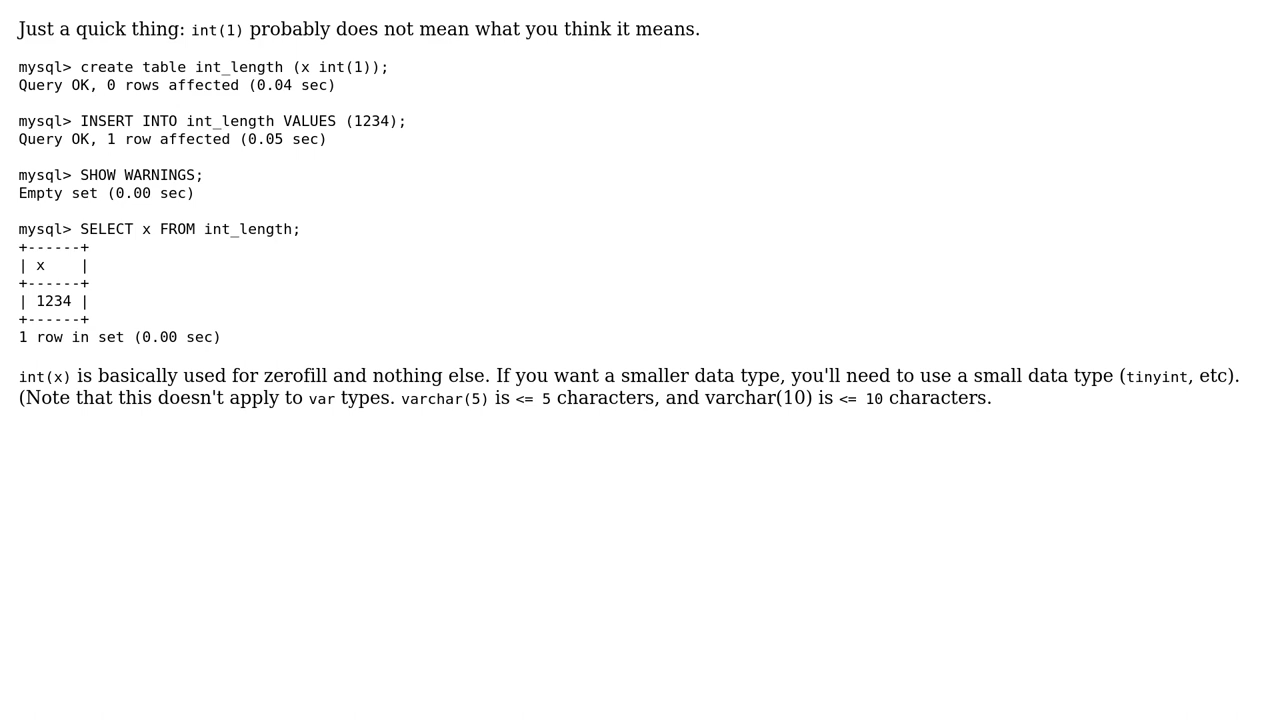 Just a quick thing: int(1) probably does not mean what you think it means.
mysql> create table int_length (x int(1));
Query OK, 0 rows affected (0.04 sec)
mysql> INSERT INTO int_length VALUES (1234);
Query OK, 1 row affected (0.05 sec)
mysql> SHOW WARNINGS;
Empty set (0.00 sec)
mysql> SELECT x FROM int_length;
+------+
| x    |
+------+
| 1234 |
+------+
1 row in set (0.00 sec)
int(x) is basically used for zerofill and nothing else. If you want a smaller data type, you'll need to use a small data type (tinyint, etc).
(Note that this doesn't apply to var types. varchar(5) is <= 5 characters, and varchar(10) is <= 10 characters.